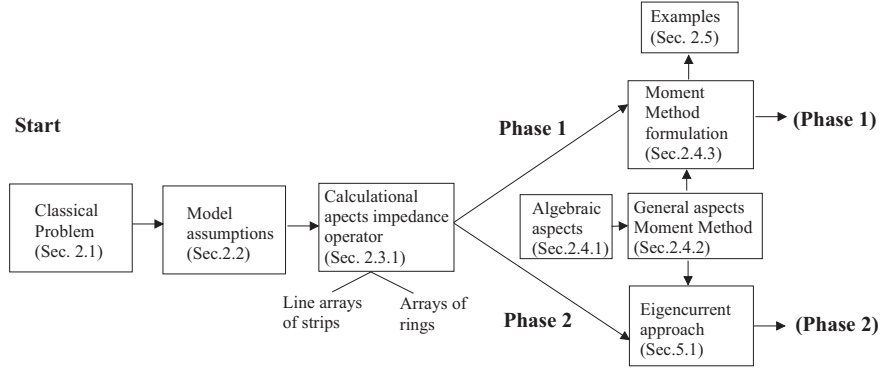 Start
Classical
Problem
(Sec. 2.1)
Model
assumptions
(Sec.2.2)
Calculational
apects impedance
operator
(Sec. 2.3.1)
Line arrays
of strips
Arrays of
rings
Phase 1
Phase 2
Examples
(Sec. 2.5)
Moment
Method
formulation
(Sec.2.4.3)
(Phase 1)
Algebraic
aspects
(Sec.2.4.1)
General aspects
Moment Method
(Sec.2.4.2)
Eigencurrent
approach
(Sec.5.1)
(Phase 2)